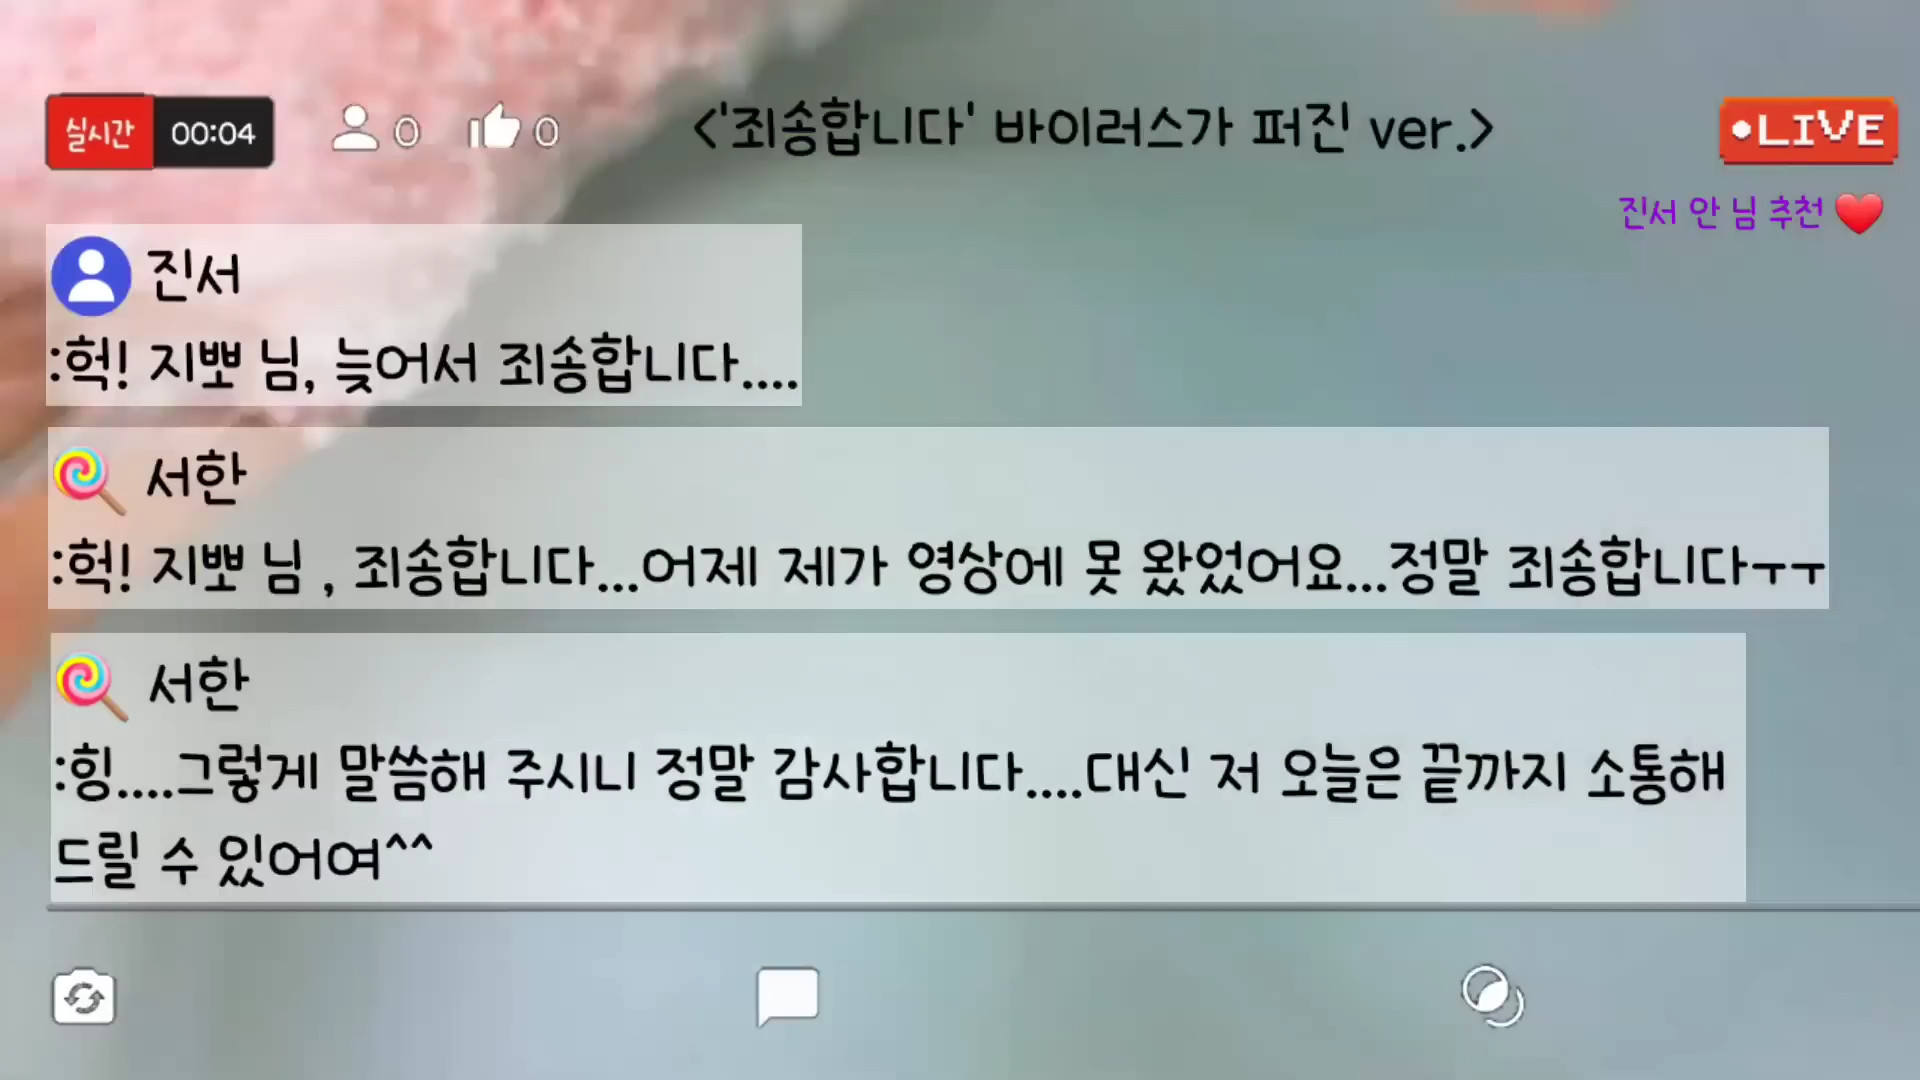 실시간 00:04 0 0 <'죄송합니다' 바이러스가 퍼진 ver.> •LIVE
진서 안 님 추천 ❤️
진서
:헉! 지뽀 님, 늦어서 죄송합니다....
서한
:헉! 지뽀 님 , 죄송합니다...어제 제가 영상에 못 왔었어요...정말 죄송합니다ㅜㅜ
서한
:힝....그렇게 말씀해 주시니 정말 감사합니다....대신 저 오늘은 끝까지 소통해
드릴 수 있어여^^